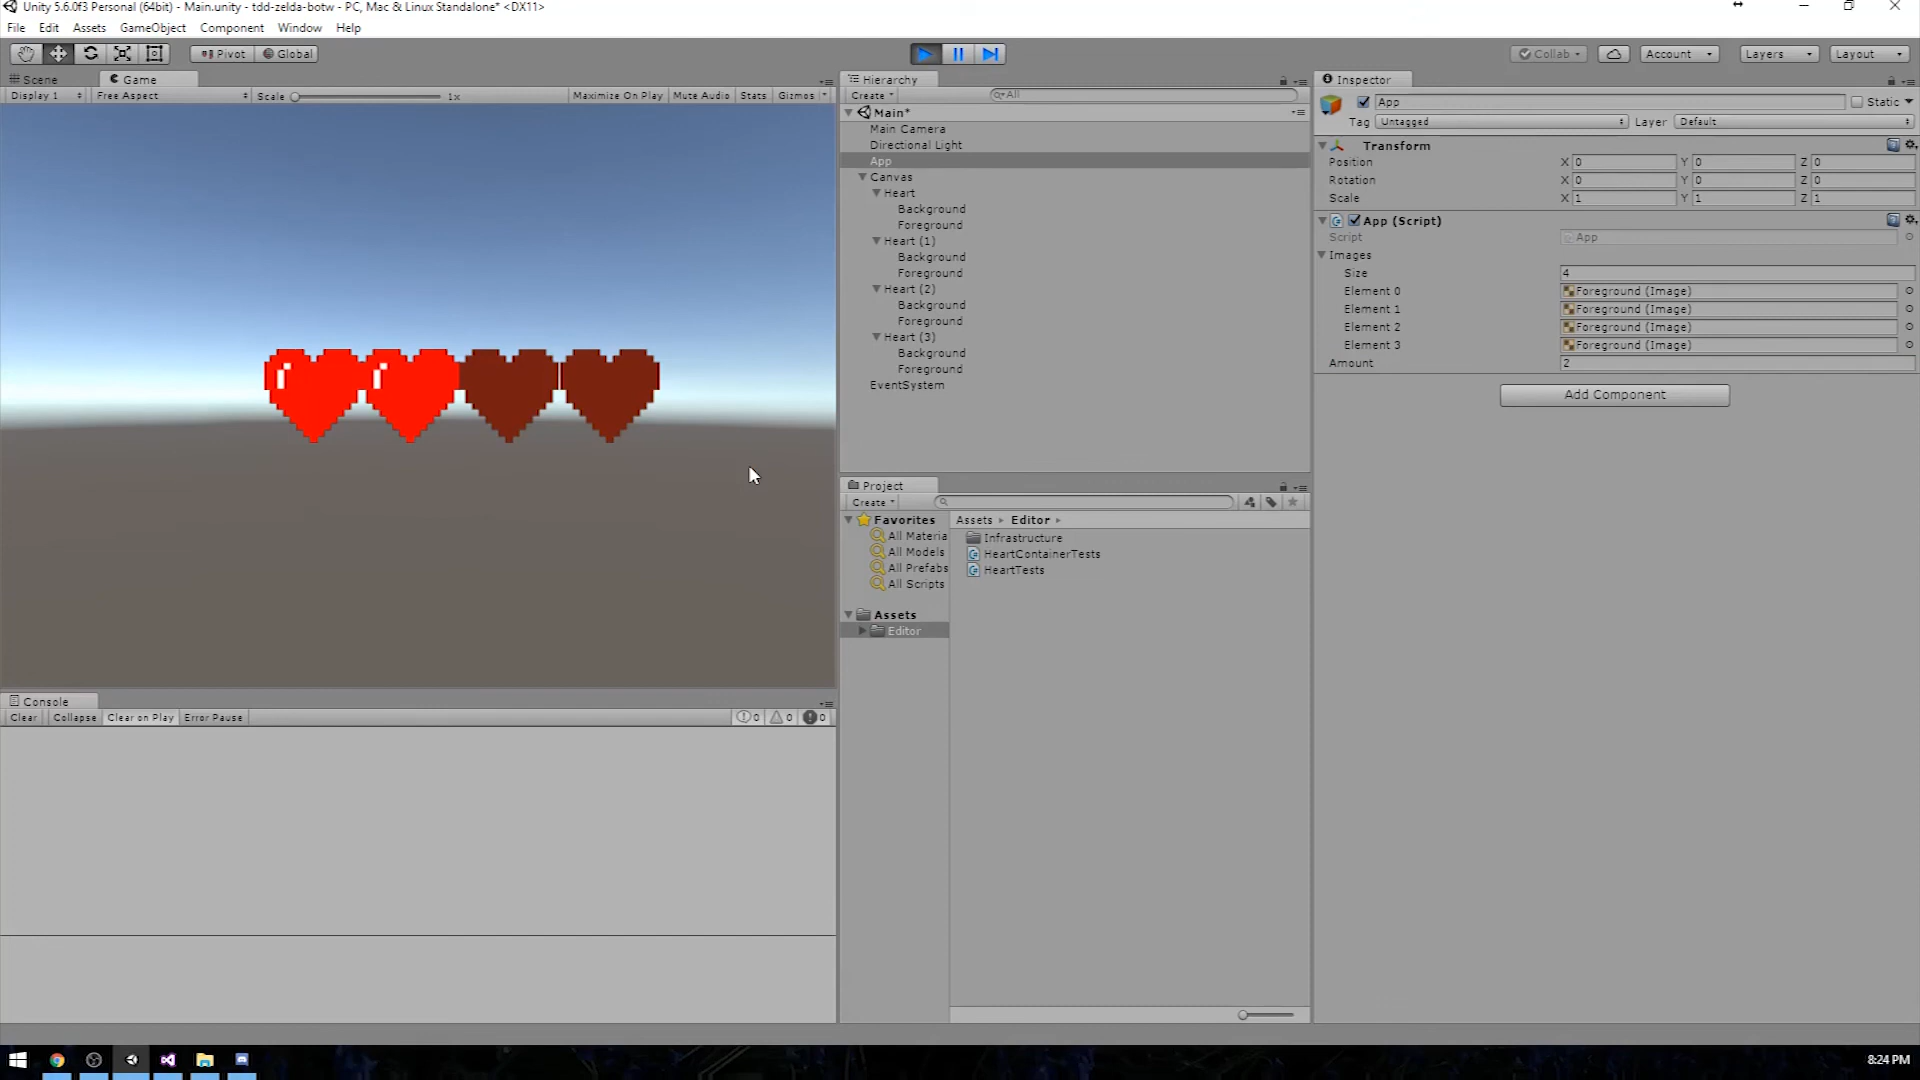 Unity 5.6.0f3 Personal (64bit) - Main.unity - tdd-zelda-botw - PC, Mac & Linux Standalone* <DX11>
File Edit Assets GameObject Component Window Help
Pivot Global Collab Account Layers Layout
Scene Game
Display 1 Free Aspect Scale 1x Maximize On Play Mute Audio Stats Gizmos
Hierarchy
Create All
Main*
Main Camera
Directional Light
App
Canvas
Heart
Background
Foreground
Heart (1)
Background
Foreground
Heart (2)
Background
Foreground
Heart (3)
Background
Foreground
EventSystem
Inspector
App Static
Tag Untagged Layer Default
Transform
Position X 0 Y 0 Z 0
Rotation X 0 Y 0 Z 0
Scale X 1 Y 1 Z 1
App (Script)
Script App
Images
Size 4
Element 0 Foreground (Image)
Element 1 Foreground (Image)
Element 2 Foreground (Image)
Element 3 Foreground (Image)
Amount 2
Add Component
Project
Create
Favorites
All Materia
All Models
All Prefabs
All Scripts
Assets
Editor
Assets Editor
Infrastructure
HeartContainerTests
HeartTests
Console
Clear Collapse Clear on Play Error Pause 0 0 0
8:24 PM